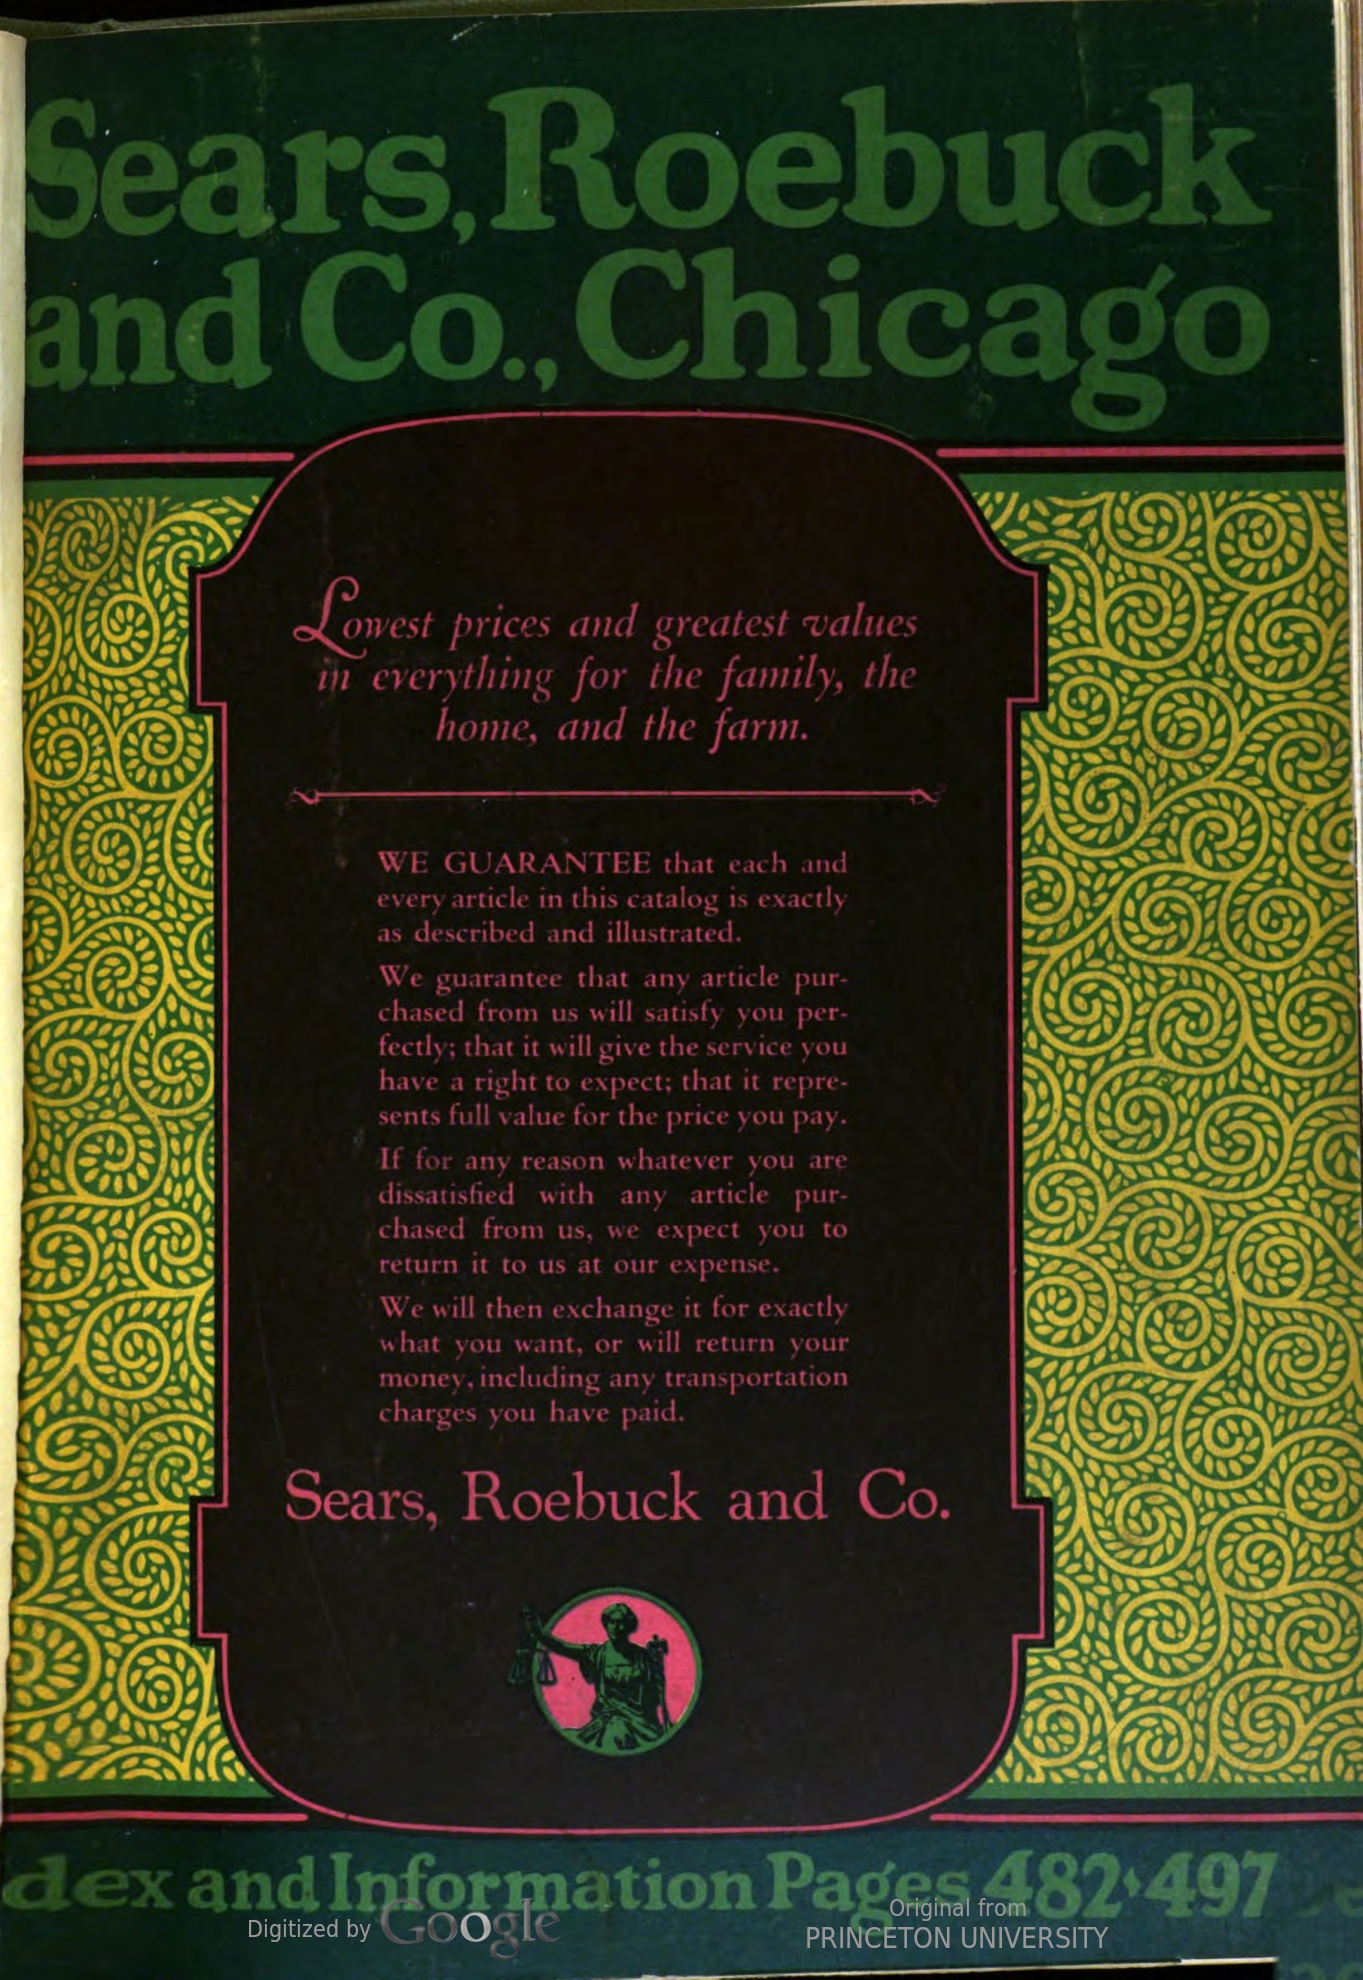 Sears, Roebuck
and Co., Chicago
Lowest prices and greatest values
in everything for the family, the
home, and the farm.
WE GUARANTEE that each and
every article in this catalog is exactly
as described and illustrated.
We guarantee that any article pur-
chased from us will satisfy you per-
fectly; that it will give the service you
have a right to expect; that it repre-
sents full value for the price you pay.
If for any reason whatever you are
dissatisfied with any article pur-
chased from us, we expect you to
return it to us at our expense.
We will then exchange it for exactly
what you want, or will return your
money, including any transportation
charges you have paid.
Sears, Roebuck and Co.
dex and Information Pages 482-497
Digitized by Google
Original from
PRINCETON UNIVERSITY